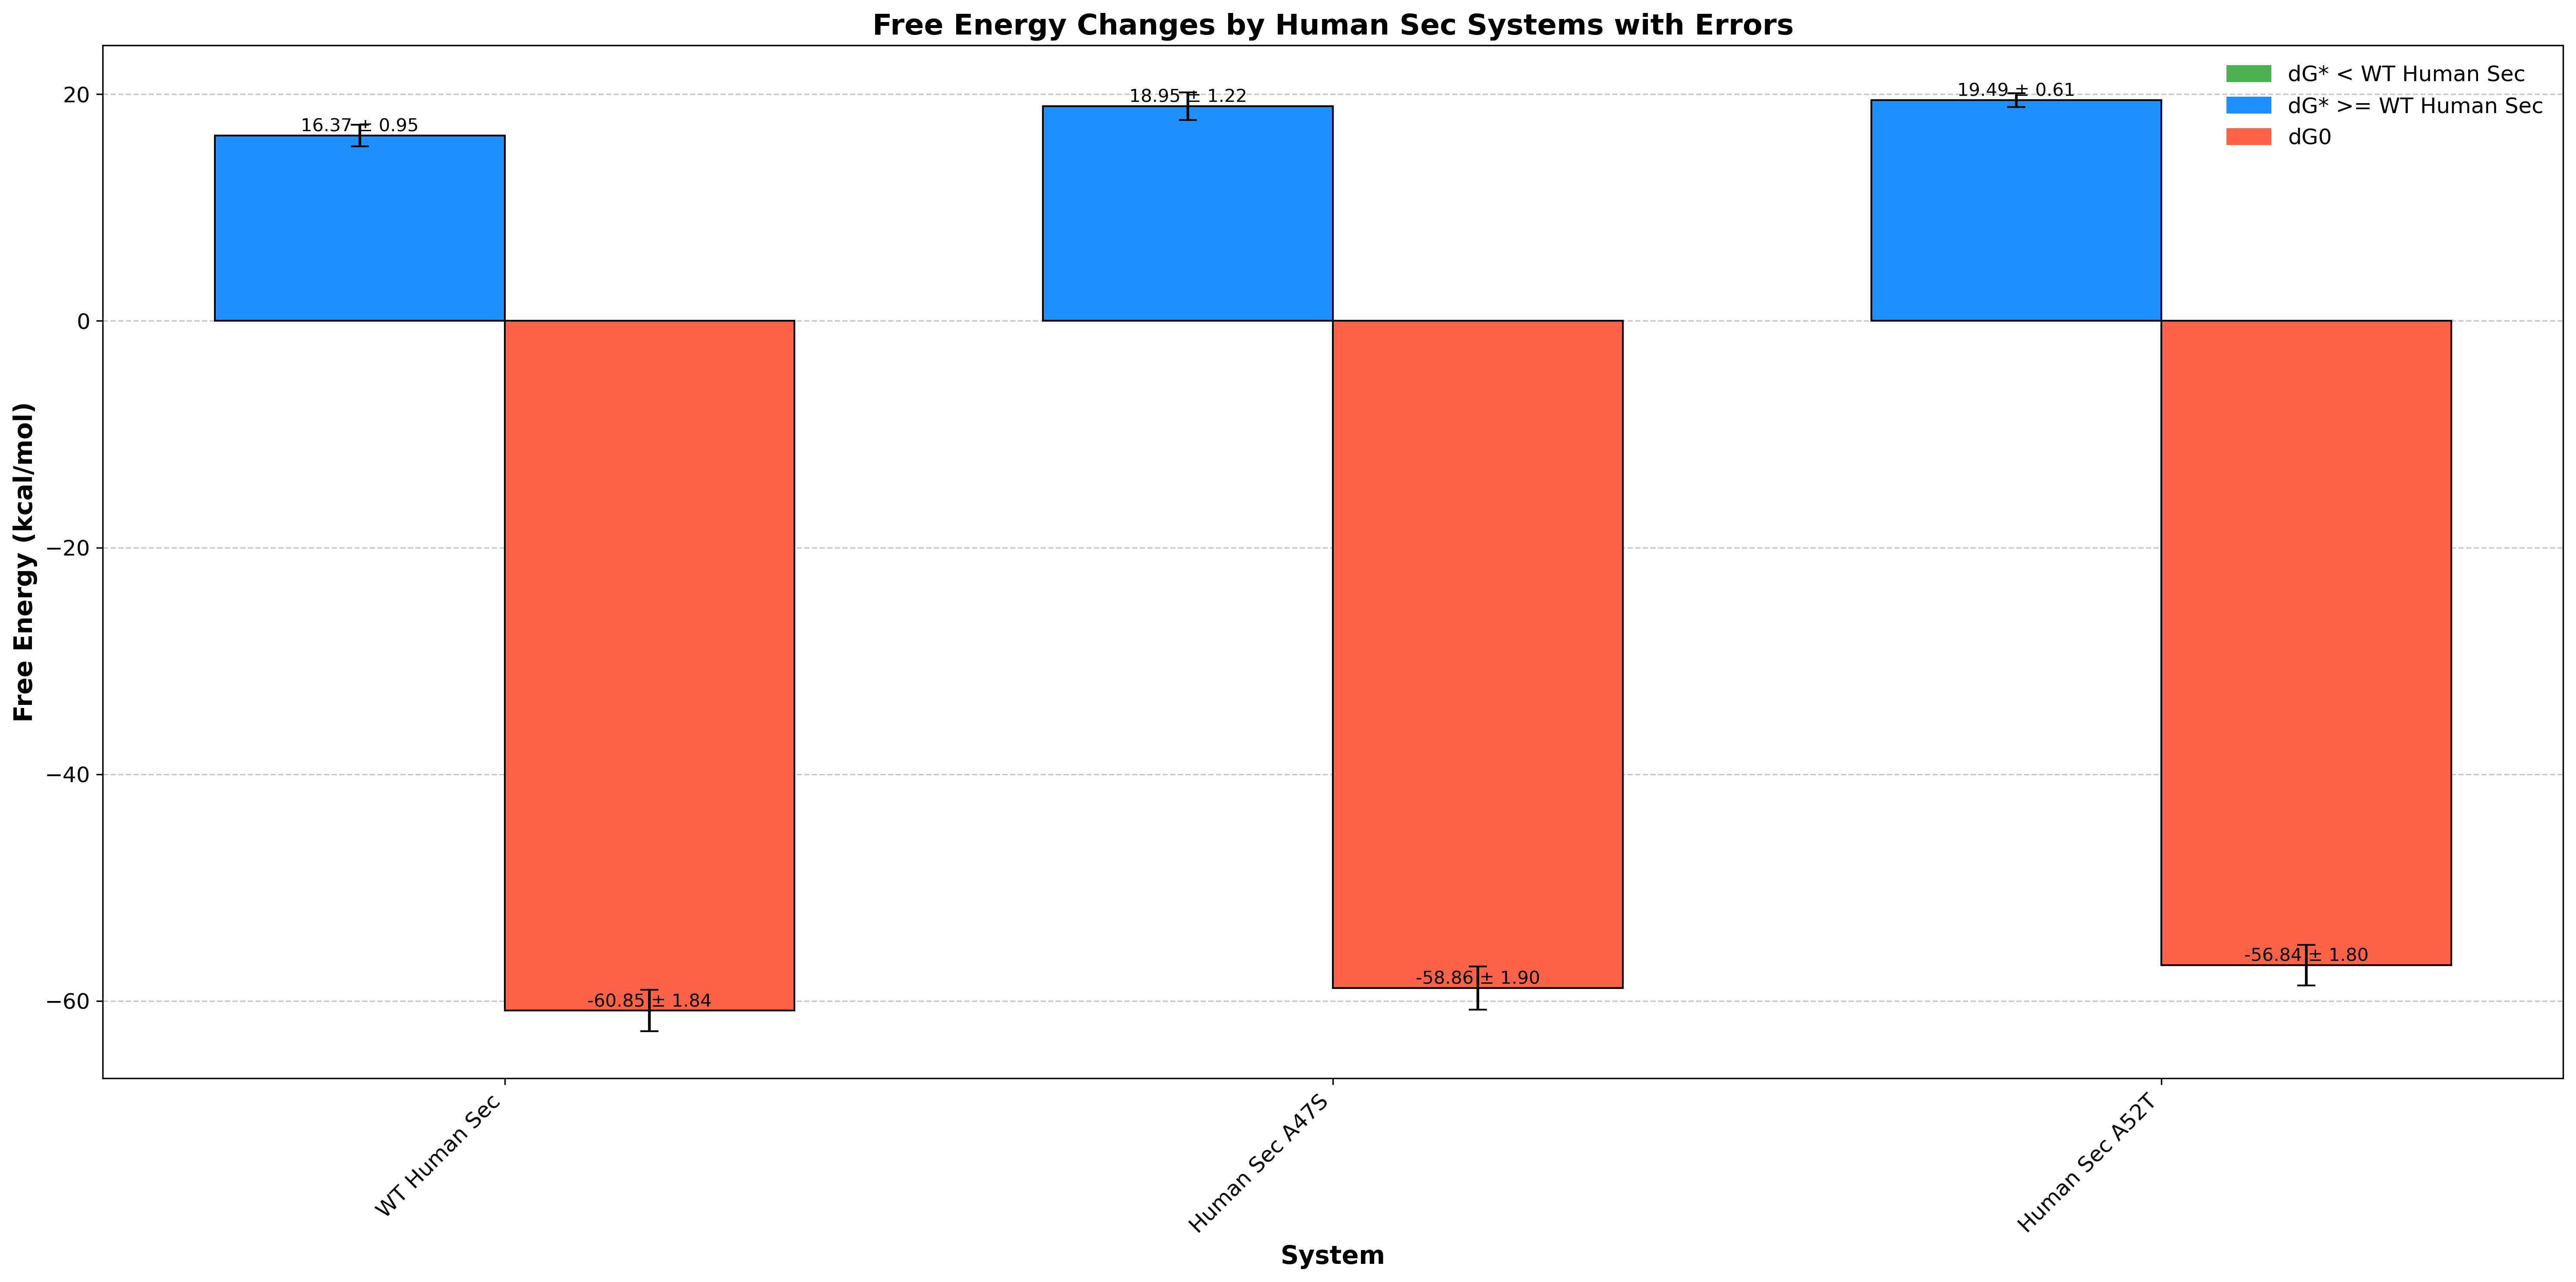 Free Energy Changes by Human Sec Systems with Errors
dG* < WT Human Sec
dG* >= WT Human Sec
dG0
Free Energy (kcal/mol)
20
0
−20
−40
−60
16.37 ± 0.95
18.95 ± 1.22
19.49 ± 0.61
-60.85 ± 1.84
-58.86 ± 1.90
-56.84 ± 1.80
WT Human Sec
Human Sec A47S
Human Sec A52T
System